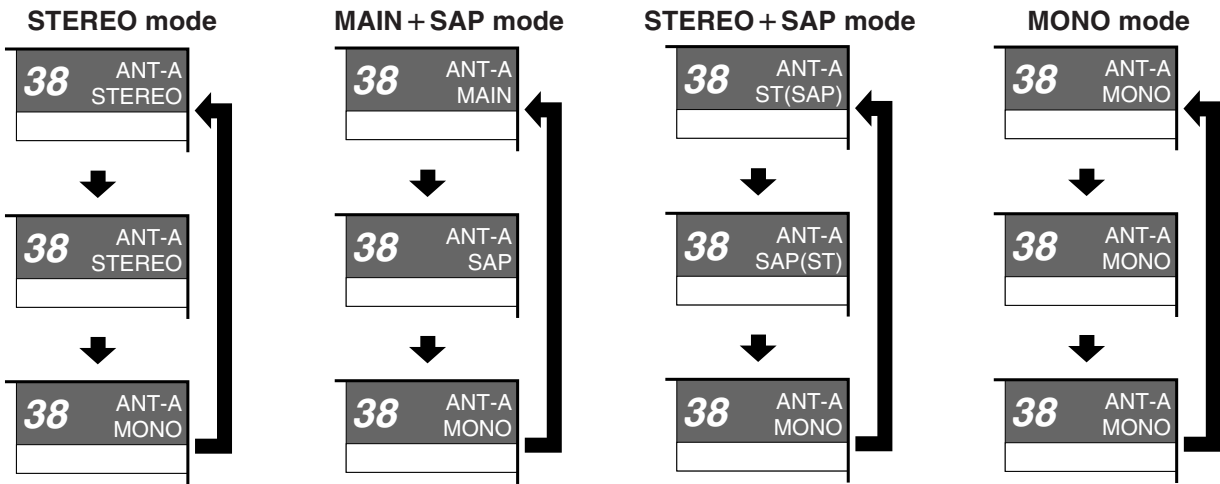 STEREO mode
38 ANT-A
STEREO
38 ANT-A
STEREO
38 ANT-A
MONO
MAIN + SAP mode
38 ANT-A
MAIN
38 ANT-A
SAP
38 ANT-A
MONO
STEREO + SAP mode
38 ANT-A
ST(SAP)
38 ANT-A
SAP(ST)
38 ANT-A
MONO
MONO mode
38 ANT-A
MONO
38 ANT-A
MONO
38 ANT-A
MONO